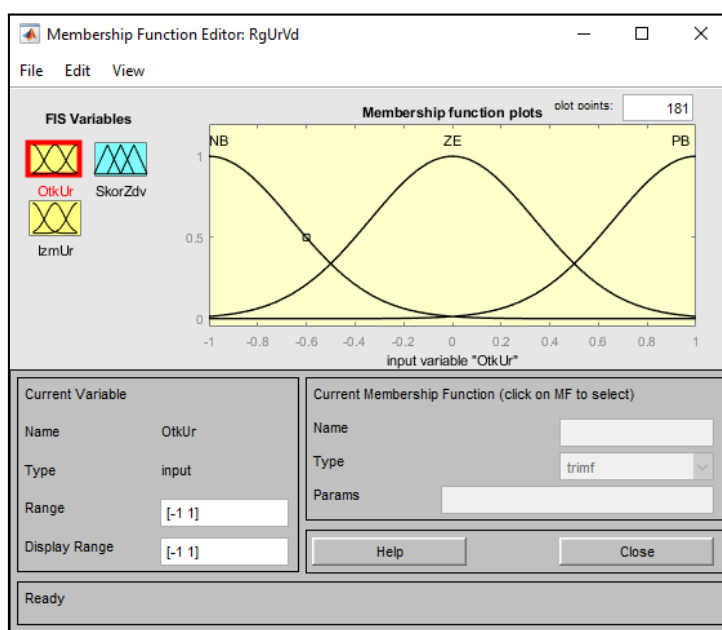 Membership Function Editor: RgUrVd
File Edit View
FIS Variables
OtkUr SkorZdv
IzmUr
Membership function plots plot points: 181
NB ZE PB
1
0.5
0
-1 -0.8 -0.6 -0.4 -0.2 0 0.2 0.4 0.6 0.8 1
input variable "OtkUr"
Current Variable
Name OtkUr
Type input
Range [-1 1]
Display Range [-1 1]
Current Membership Function (click on MF to select)
Name
Type trimf
Params
Help Close
Ready